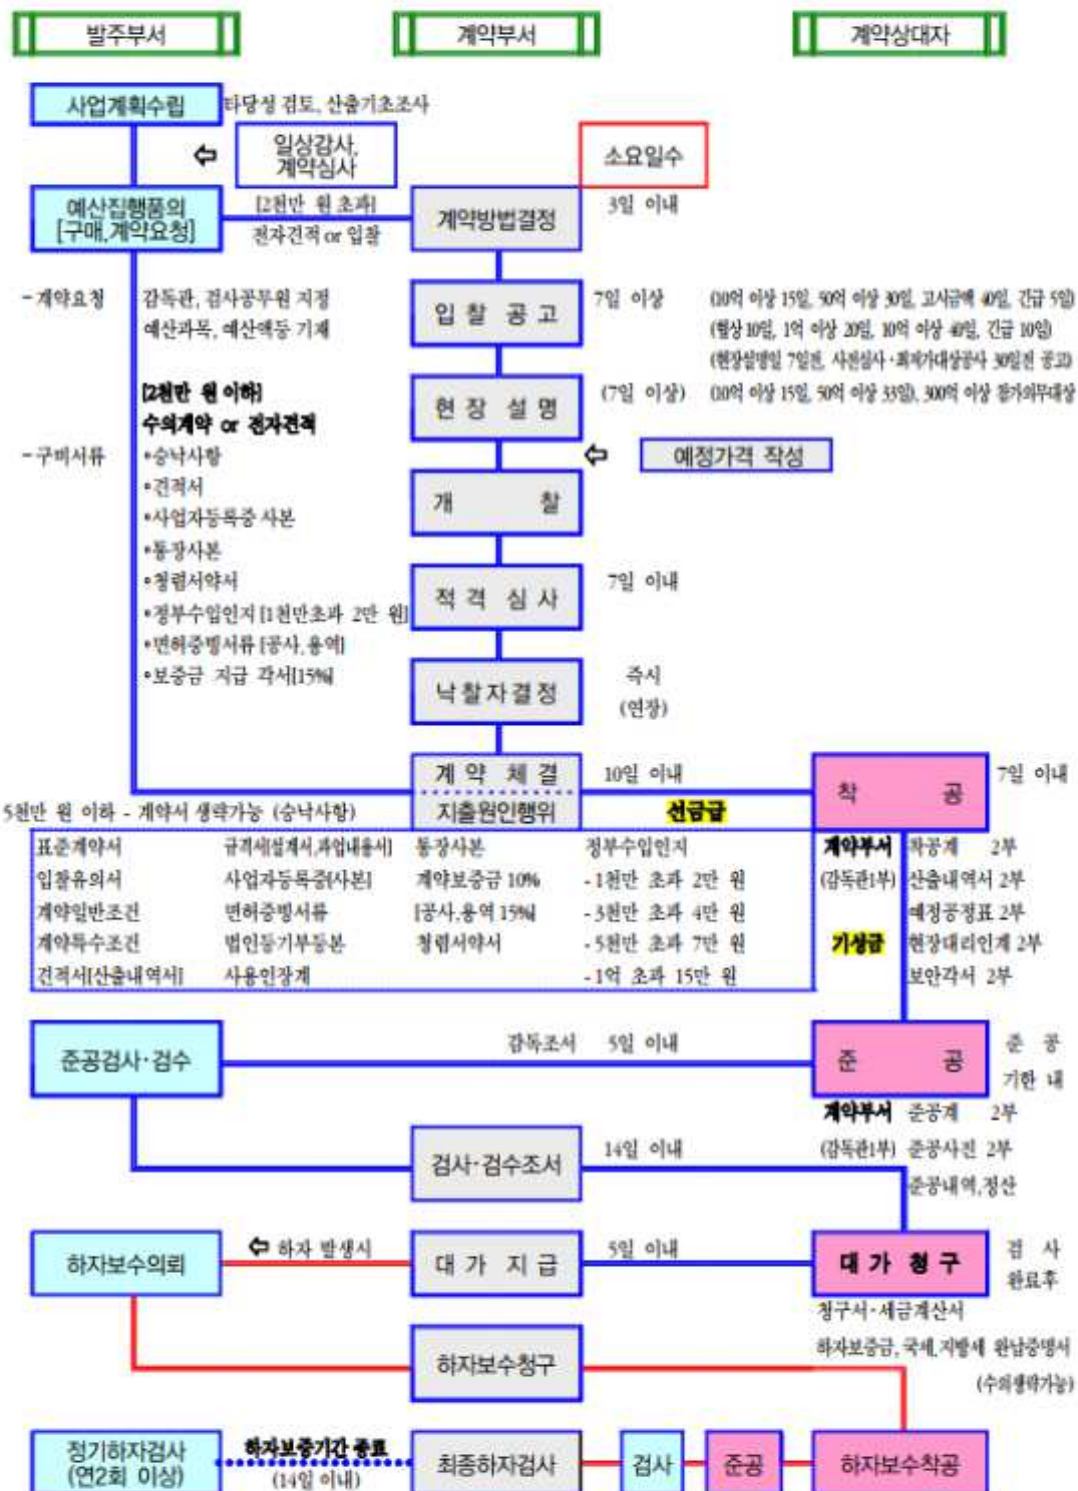 발주부서 계약부서 계약상대자
사업계획수립 타당성 검토, 산출기초조사
일상감사,
계약심사
소요일수
예산집행품의
[구매,계약요청]
[2천만 원 초과]
전자견적 or 입찰
계약방법결정 3일 이내
-계약요청 감독관, 검사공무원 지정
예산과목, 예산액등 기재
입 찰 공 고 7일 이상 (10억 이상 15일, 50억 이상 30일, 고시금액 40일, 긴급 5일)
(협상 10일, 1억 이상 20일, 10억 이상 40일, 긴급 10일)
(현장설명일 7일전, 사전심사·최저가대상공사 30일전 공고)
[2천만 원 이하]
수의계약 or 전자견적
현 장 설 명 (7일 이상) (10억 이상 15일, 50억 이상 33일), 300억 이상 참가의무대상
예정가격 작성
-구비서류 •승낙사항
•견적서
•사업자등록증 사본
•통장사본
•청렴서약서
•정부수입인지 [1천만초과 2만 원]
•면허증빙서류 [공사,용역]
•보증금 지급 각서[15%]
개 찰
적 격 심 사 7일 이내
낙찰자결정 즉시
(연장)
계 약 체 결 10일 이내 착 공 7일 이내
5천만 원 이하 - 계약서 생략가능 (승낙사항) 지출원인행위 선금급
표준계약서 규격서[설계서,과업내용서] 통장사본 정부수입인지
입찰유의서 사업자등록증[사본] 계약보증금 10% -1천만 초과 2만 원
계약일반조건 면허증빙서류 [공사,용역 15%] -3천만 초과 4만 원
계약특수조건 법인등기부등본 청렴서약서 -5천만 초과 7만 원
견적서[산출내역서] 사용인장계 -1억 초과 15만 원
계약부서 착공계 2부
(감독관1부) 산출내역서 2부
예정공정표 2부
기성금 현장대리인계 2부
보안각서 2부
준공검사·검수 감독조서 5일 이내 준 공 준 공
기한 내
계약부서 준공계 2부
(감독관1부) 준공사진 2부
준공내역,정산
검사·검수조서 14일 이내
하자보수의뢰 하자 발생시 대 가 지 급 5일 이내 대 가 청 구 검 사
완료후
청구서·세금계산서
하자보증금, 국세,지방세 완납증명서
(수의생략가능)
하자보수청구
정기하자검사
(연2회 이상)
하자보증기간 종료
(14일 이내)
최종하자검사 검사 준공 하자보수착공